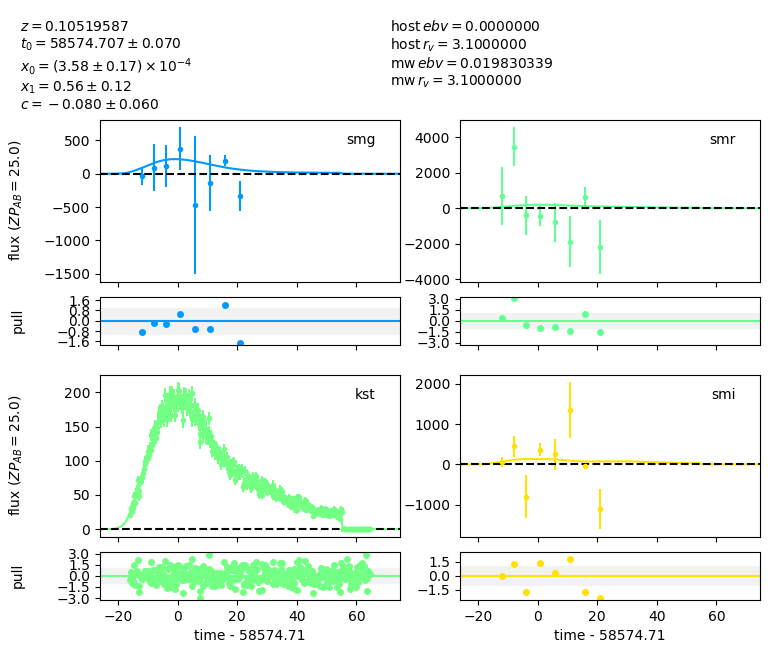 z = 0.10519587
t₀ = 58574.707 ± 0.070
x₀ = (3.58 ± 0.17) × 10⁻⁴
x₁ = 0.56 ± 0.12
c = −0.080 ± 0.060
host ebv = 0.0000000
host r_v = 3.1000000
mw ebv = 0.019830339
mw r_v = 3.1000000
flux (ZP_AB = 25.0)
500
0
−500
−1000
−1500
smg
4000
2000
0
−2000
−4000
smr
pull
1.6
0.8
0.0
−0.8
−1.6
3.0
1.5
0.0
−1.5
−3.0
flux (ZP_AB = 25.0)
200
150
100
50
0
kst
2000
1000
0
−1000
smi
pull
3.0
1.5
0.0
−1.5
−3.0
−20 0 20 40 60
time - 58574.71
1.5
0.0
−1.5
−20 0 20 40 60
time - 58574.71